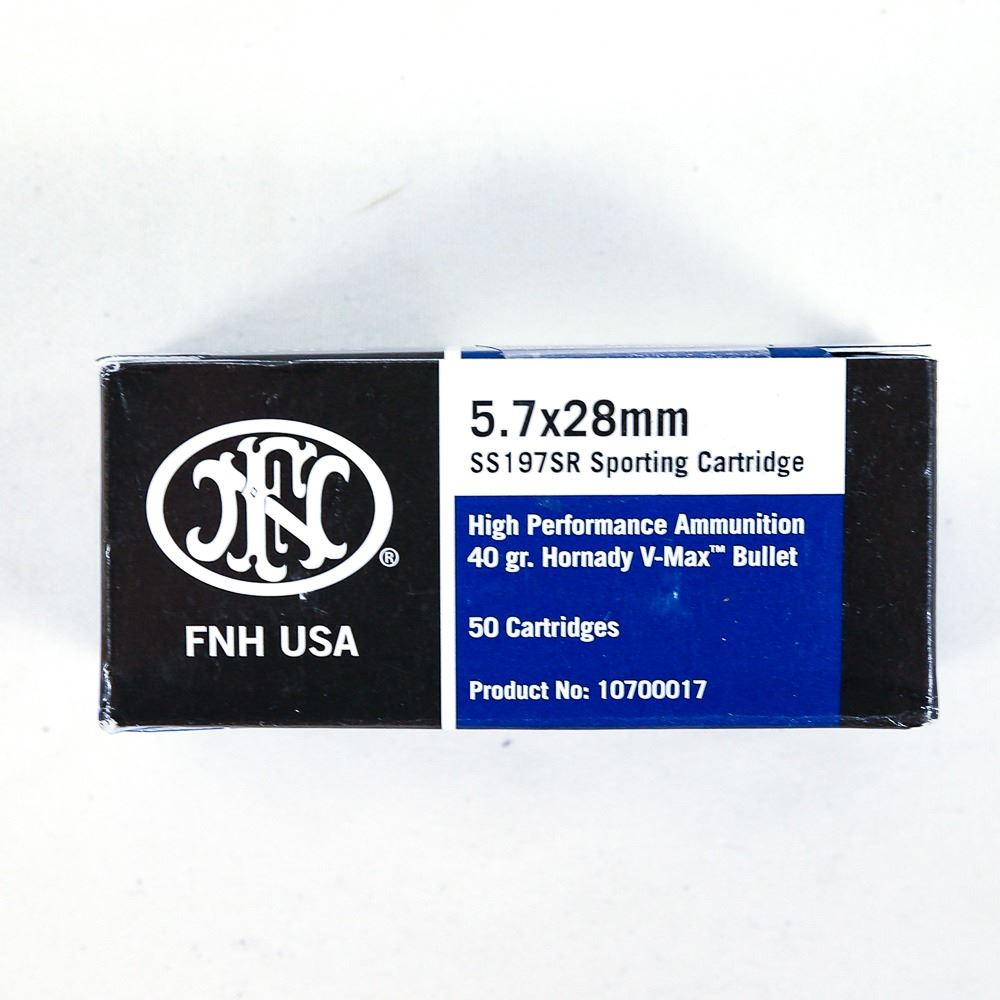 FN
®
FNH USA
5.7x28mm
SS197SR Sporting Cartridge
High Performance Ammunition
40 gr. Hornady V-Max™ Bullet
50 Cartridges
Product No: 10700017